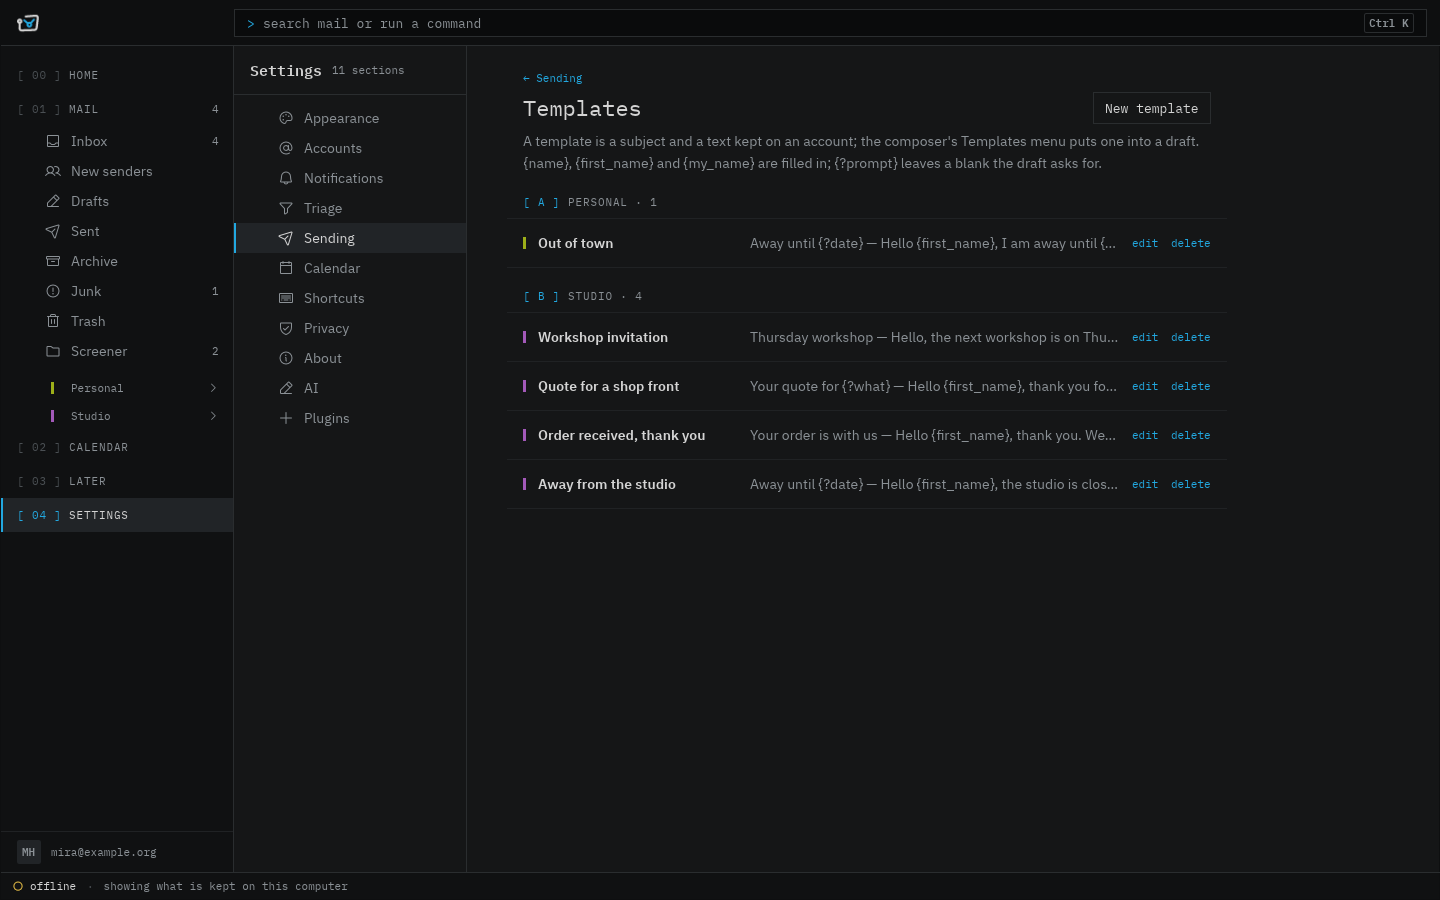 > search mail or run a command
Ctrl K
[ 00 ] HOME
[ 01 ] MAIL 4
Inbox 4
New senders
Drafts
Sent
Archive
Junk 1
Trash
Screener 2
Personal
Studio
[ 02 ] CALENDAR
[ 03 ] LATER
[ 04 ] SETTINGS
MH mira@example.org
Settings 11 sections
Appearance
Accounts
Notifications
Triage
Sending
Calendar
Shortcuts
Privacy
About
AI
Plugins
← Sending
Templates
New template
A template is a subject and a text kept on an account; the composer's Templates menu puts one into a draft.
{name}, {first_name} and {my_name} are filled in; {?prompt} leaves a blank the draft asks for.
[ A ] PERSONAL · 1
Out of town Away until {?date} — Hello {first_name}, I am away until {... edit delete
[ B ] STUDIO · 4
Workshop invitation Thursday workshop — Hello, the next workshop is on Thu... edit delete
Quote for a shop front Your quote for {?what} — Hello {first_name}, thank you fo... edit delete
Order received, thank you Your order is with us — Hello {first_name}, thank you. We... edit delete
Away from the studio Away until {?date} — Hello {first_name}, the studio is clos... edit delete
offline · showing what is kept on this computer